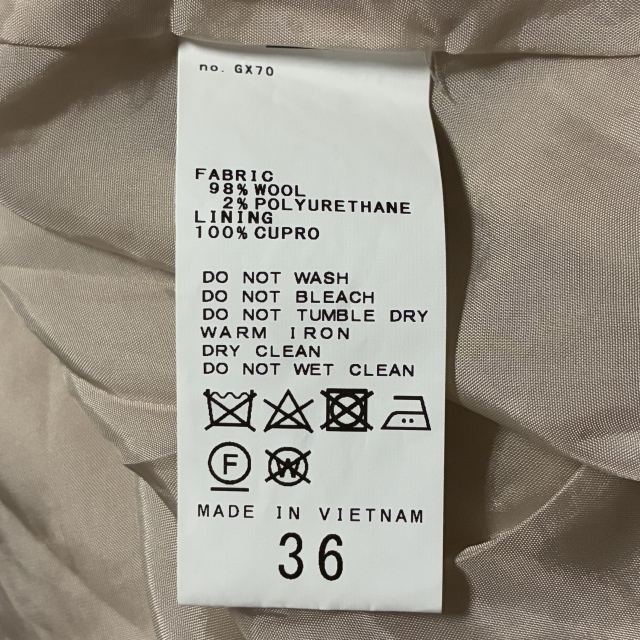 no. GX70
FABRIC
98% WOOL
2% POLYURETHANE
LINING
100% CUPRO
DO NOT WASH
DO NOT BLEACH
DO NOT TUMBLE DRY
WARM IRON
DRY CLEAN
DO NOT WET CLEAN
F W
MADE IN VIETNAM
36